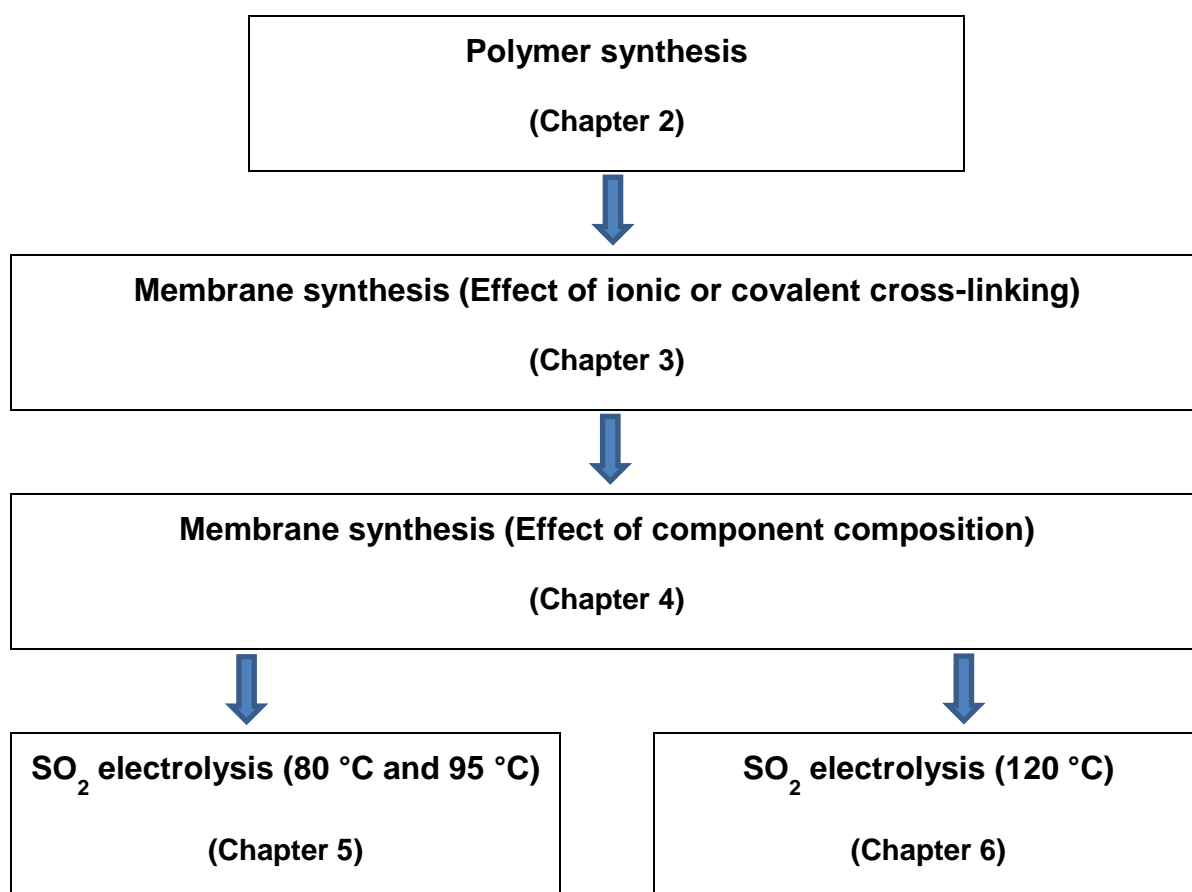 Polymer synthesis
(Chapter 2)
Membrane synthesis (Effect of ionic or covalent cross-linking)
(Chapter 3)
Membrane synthesis (Effect of component composition)
(Chapter 4)
SO₂ electrolysis (80 °C and 95 °C)
(Chapter 5)
SO₂ electrolysis (120 °C)
(Chapter 6)